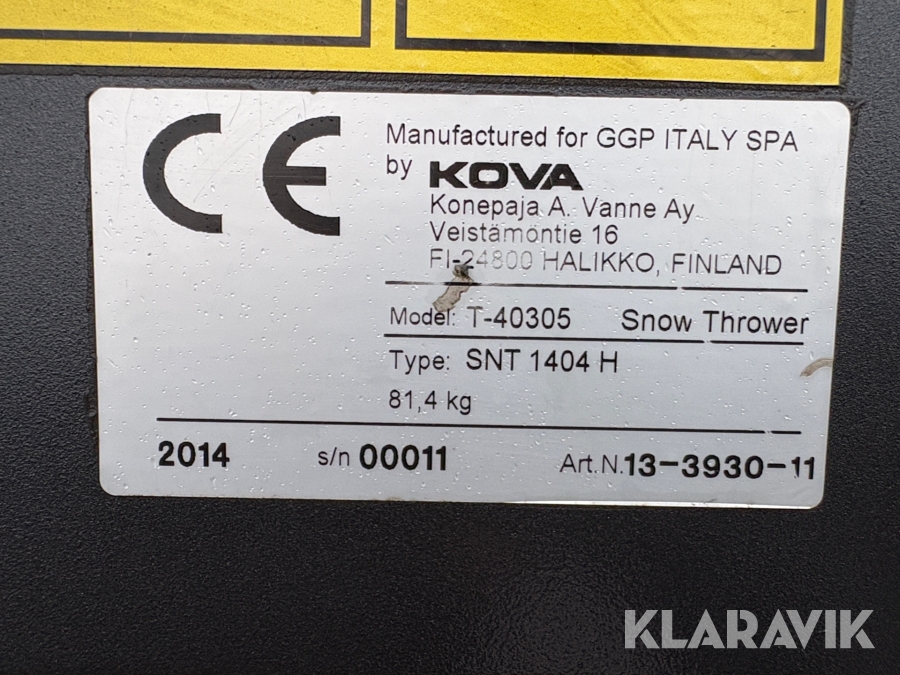 CE
Manufactured for GGP ITALY SPA
by KOVA
Konepaja A. Vanne Ay
Veistämöntie 16
FI-24800 HALIKKO, FINLAND
Model: T-40305 Snow Thrower
Type: SNT 1404 H
81,4 kg
2014 s/n 00011 Art.N. 13-3930-11
KLARAVIK